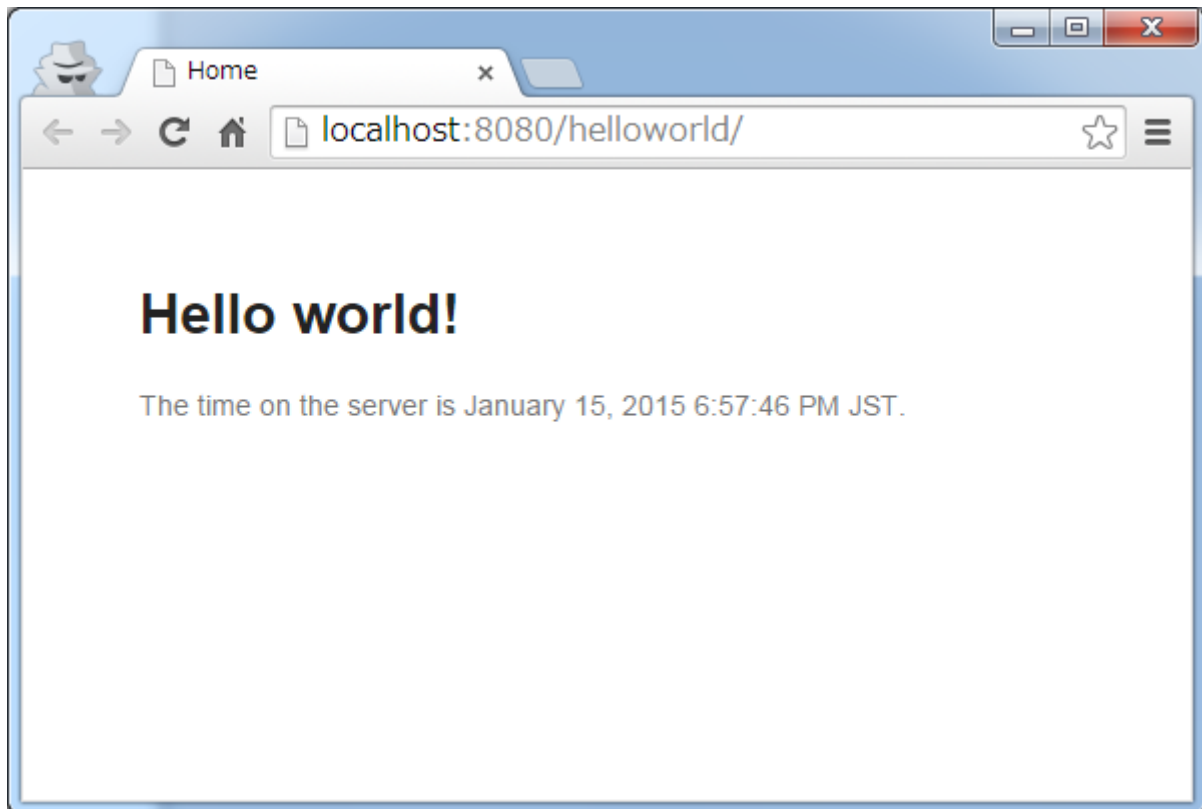 Home
localhost:8080/helloworld/
Hello world!
The time on the server is January 15, 2015 6:57:46 PM JST.